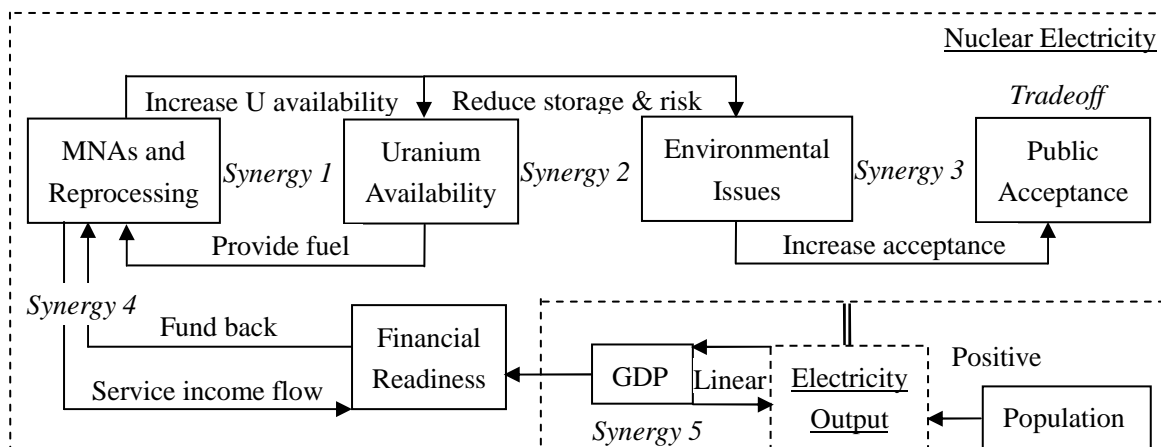 Nuclear Electricity
Increase U availability
Reduce storage & risk
Tradeoff
MNAs and
Reprocessing
Synergy 1
Uranium
Availability
Synergy 2
Environmental
Issues
Synergy 3
Public
Acceptance
Provide fuel
Increase acceptance
Synergy 4
Fund back
Service income flow
Financial
Readiness
GDP
Linear
Synergy 5
Electricity
Output
Positive
Population